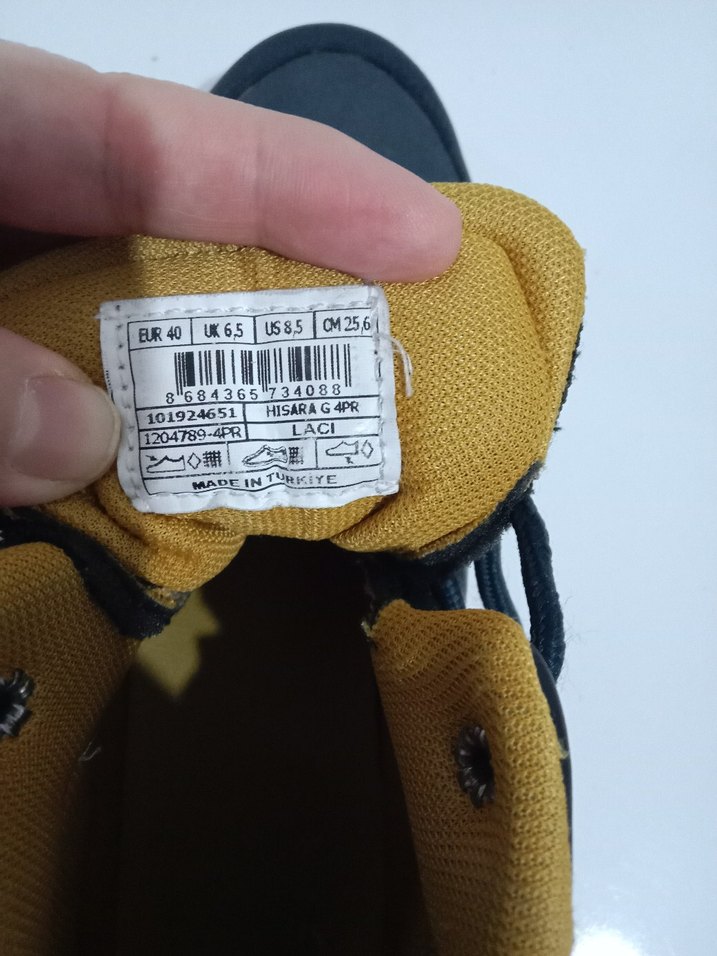 EUR 40 UK 6,5 US 8,5 CM 25,6
8 684365 734088
101924651 HISARA G 4PR
1204789-4PR LACI
MADE IN TURKIYE